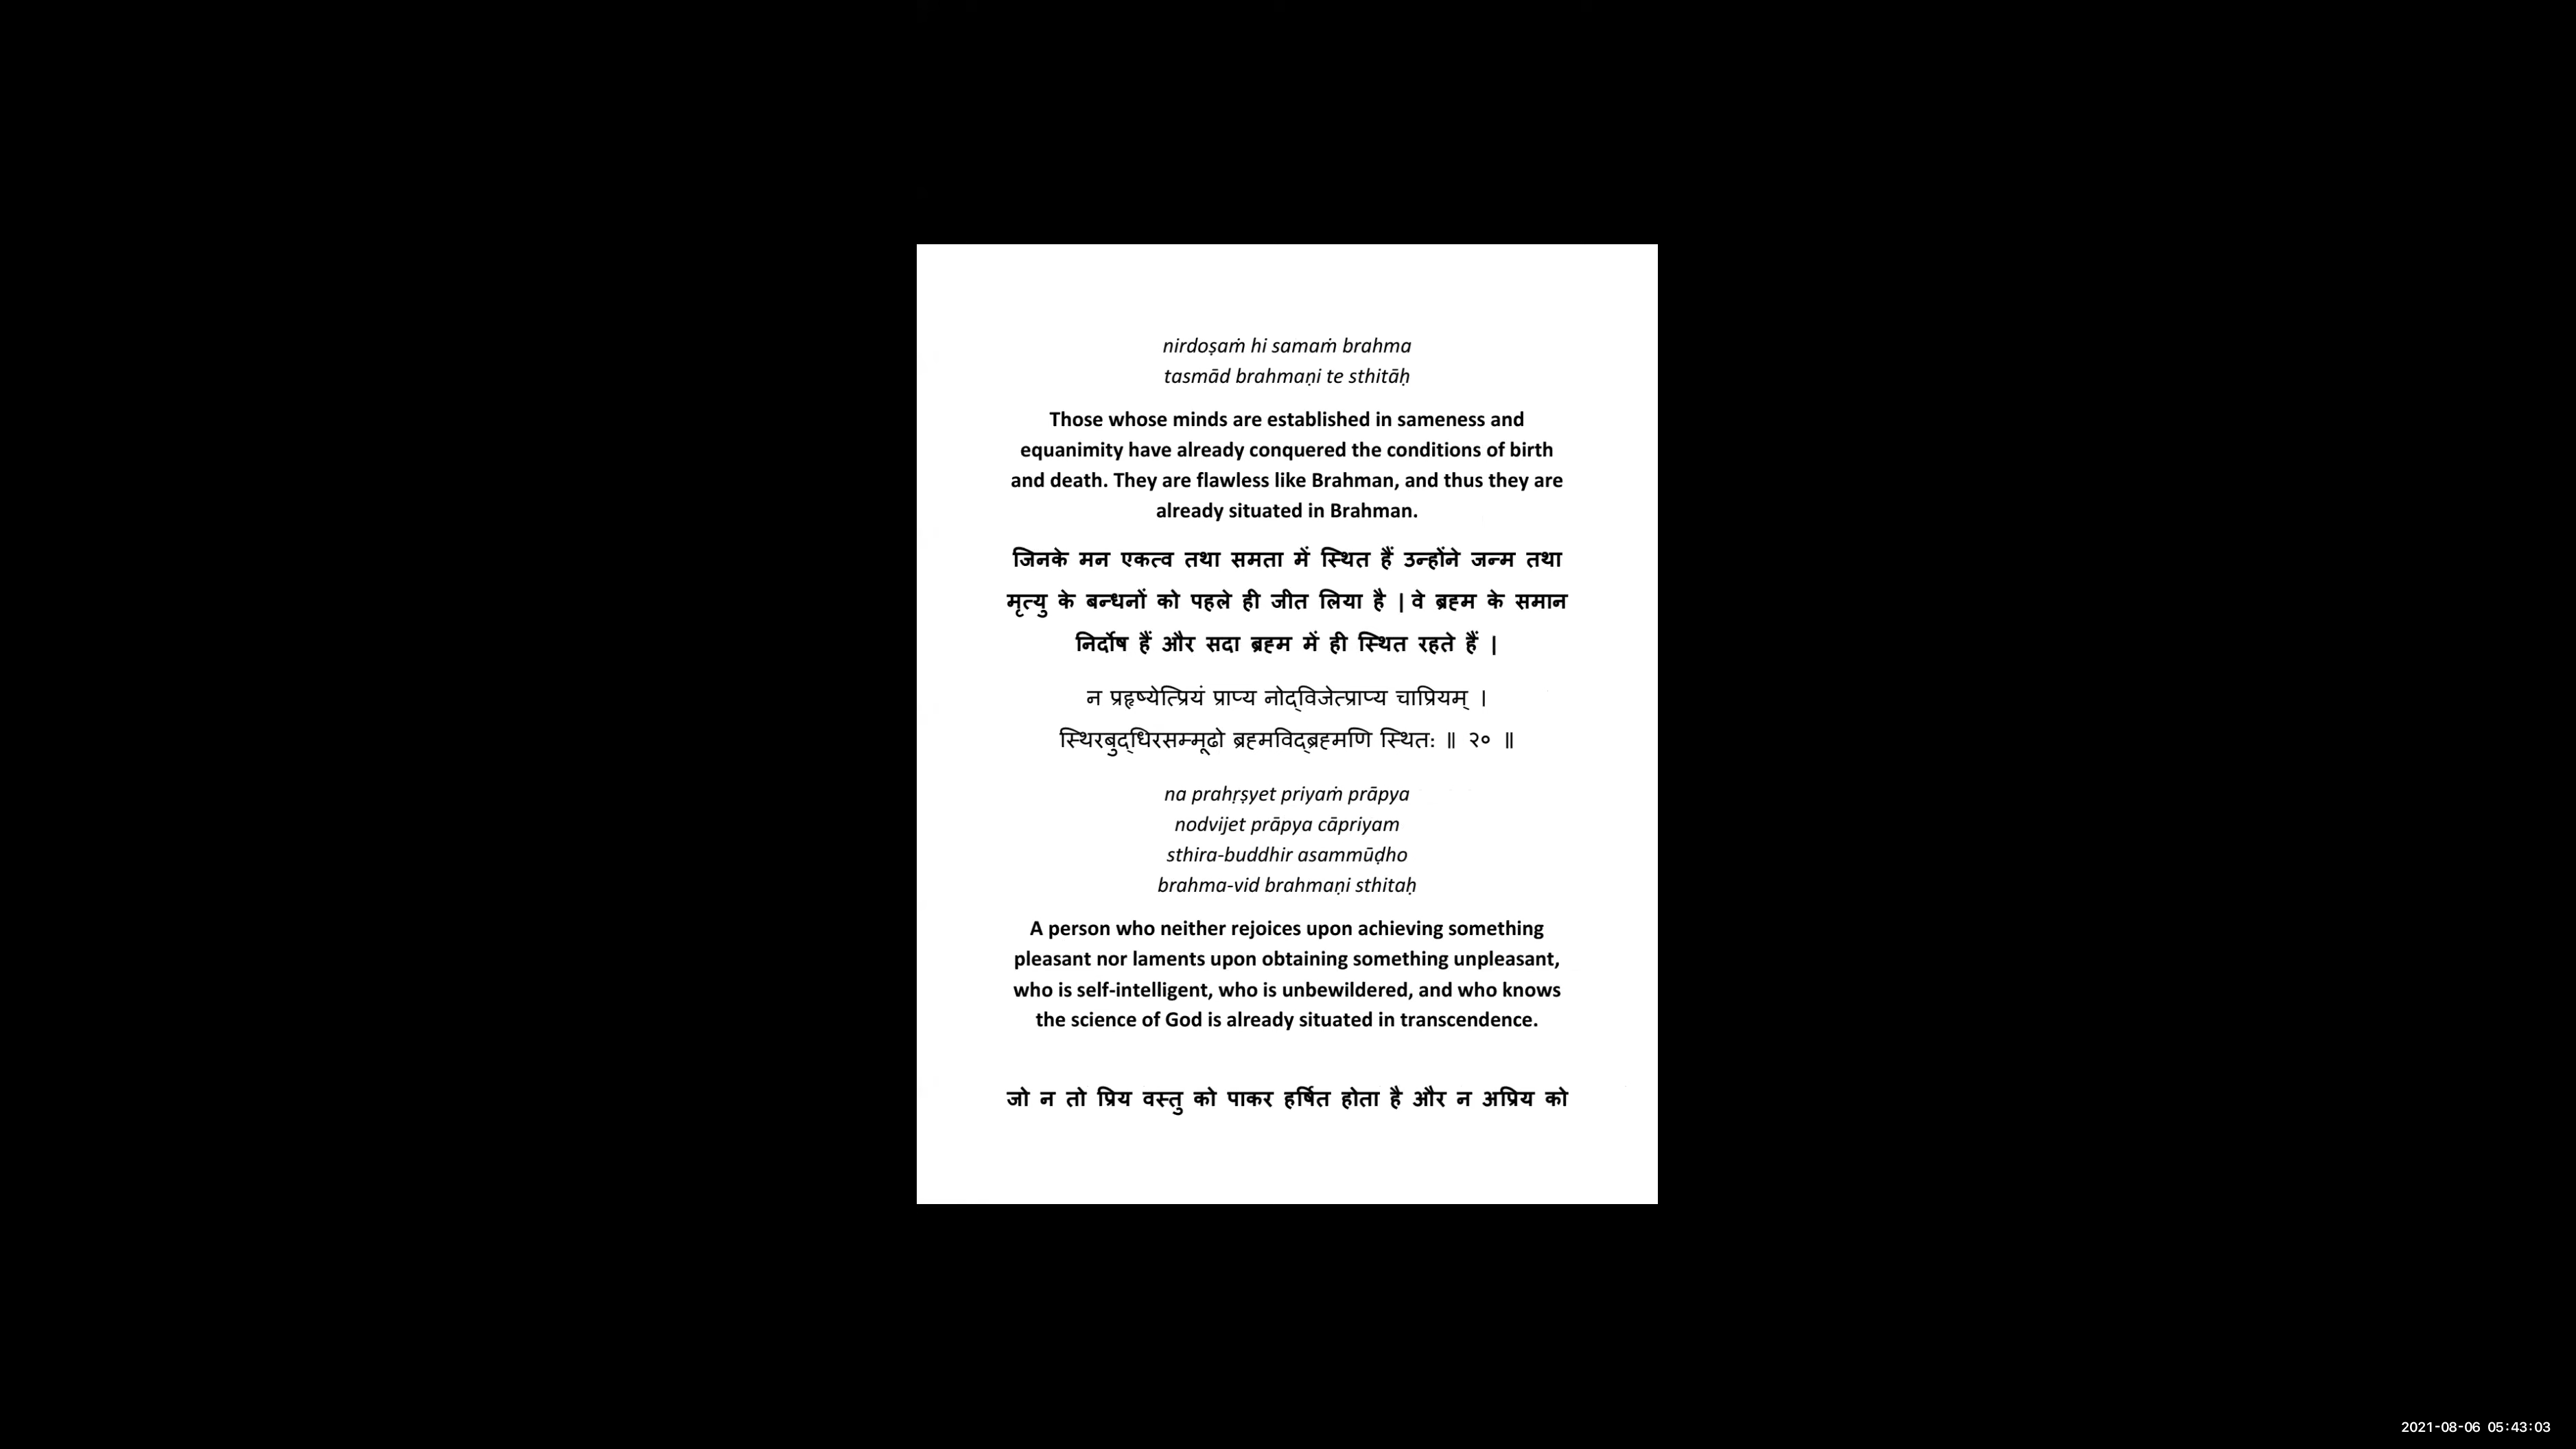 nirdoṣaṁ hi samaṁ brahma
tasmād brahmaṇi te sthitāḥ
Those whose minds are established in sameness and
equanimity have already conquered the conditions of birth
and death. They are flawless like Brahman, and thus they are
already situated in Brahman.
जिनके मन एकत्व तथा समता में स्थित हैं उन्होंने जन्म तथा
मृत्यु के बन्धनों को पहले ही जीत लिया है | वे ब्रह्म के समान
निर्दोष हैं और सदा ब्रह्म में ही स्थित रहते हैं |
न प्रहृष्येत्प्रियं प्राप्य नोद्विजेत्प्राप्य चाप्रियम् ।
स्थिरबुद्धिरसम्मूढो ब्रह्मविद्ब्रह्मणि स्थितः ॥ २० ॥
na prahṛṣyet priyaṁ prāpya
nodvijet prāpya cāpriyam
sthira-buddhir asammūḍho
brahma-vid brahmaṇi sthitaḥ
A person who neither rejoices upon achieving something
pleasant nor laments upon obtaining something unpleasant,
who is self-intelligent, who is unbewildered, and who knows
the science of God is already situated in transcendence.
जो न तो प्रिय वस्तु को पाकर हर्षित होता है और न अप्रिय को
2021-08-06 05:43:03